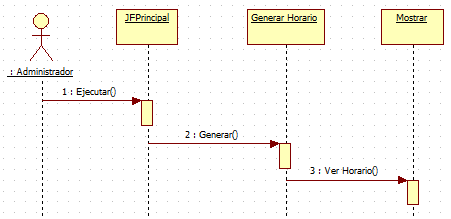 JFPrincipal
Generar Horario
Mostrar
: Administrador
1 : Ejecutar()
2 : Generar()
3 : Ver Horario()